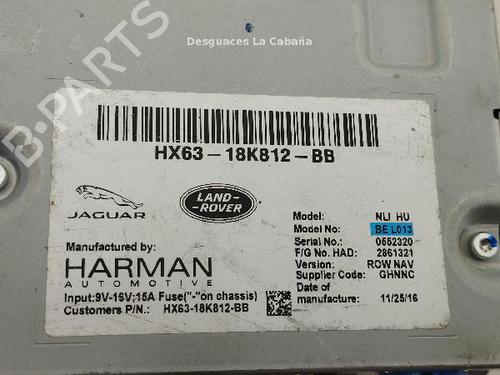 Desguaces La Cabaña
B-PARTS
HX63-18K812-BB
JAGUAR
LAND-
ROVER
Manufactured by:
HARMAN
AUTOMOTIVE
Input:9V-16V;15A Fuse("-"on chassis)
Customers P/N.: HX63-18K812-BB
Model: NLI HU
Model No: BE L013
Serial No.: 0552320
F/G No. HAD: 2861321
Version: ROW NAV
Supplier Code: GHNNC
Date of
manufacture: 11/25/16